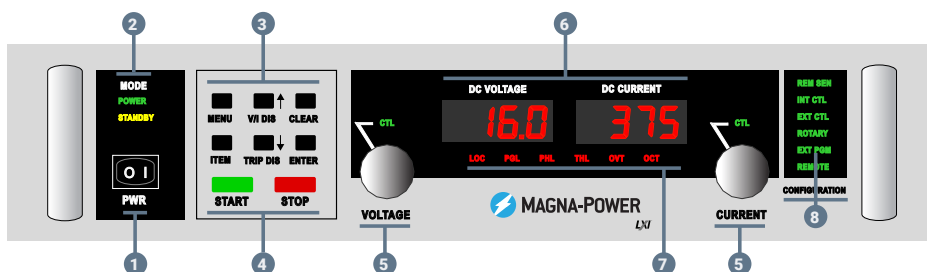 2
3
6
MODE
POWER
STANDBY
O I
PWR
MENU V/I DIS CLEAR
ITEM TRIP DIS ENTER
START STOP
CTL
VOLTAGE
DC VOLTAGE DC CURRENT
16.0 375
LOC PGL PHL THL OVT OCT
MAGNA-POWER
LXI
CTL
CURRENT
REM SEN
INT CTL
EXT CTL
ROTARY
EXT PGM
REMOTE
CONFIGURATION
8
1
4
5
7
5